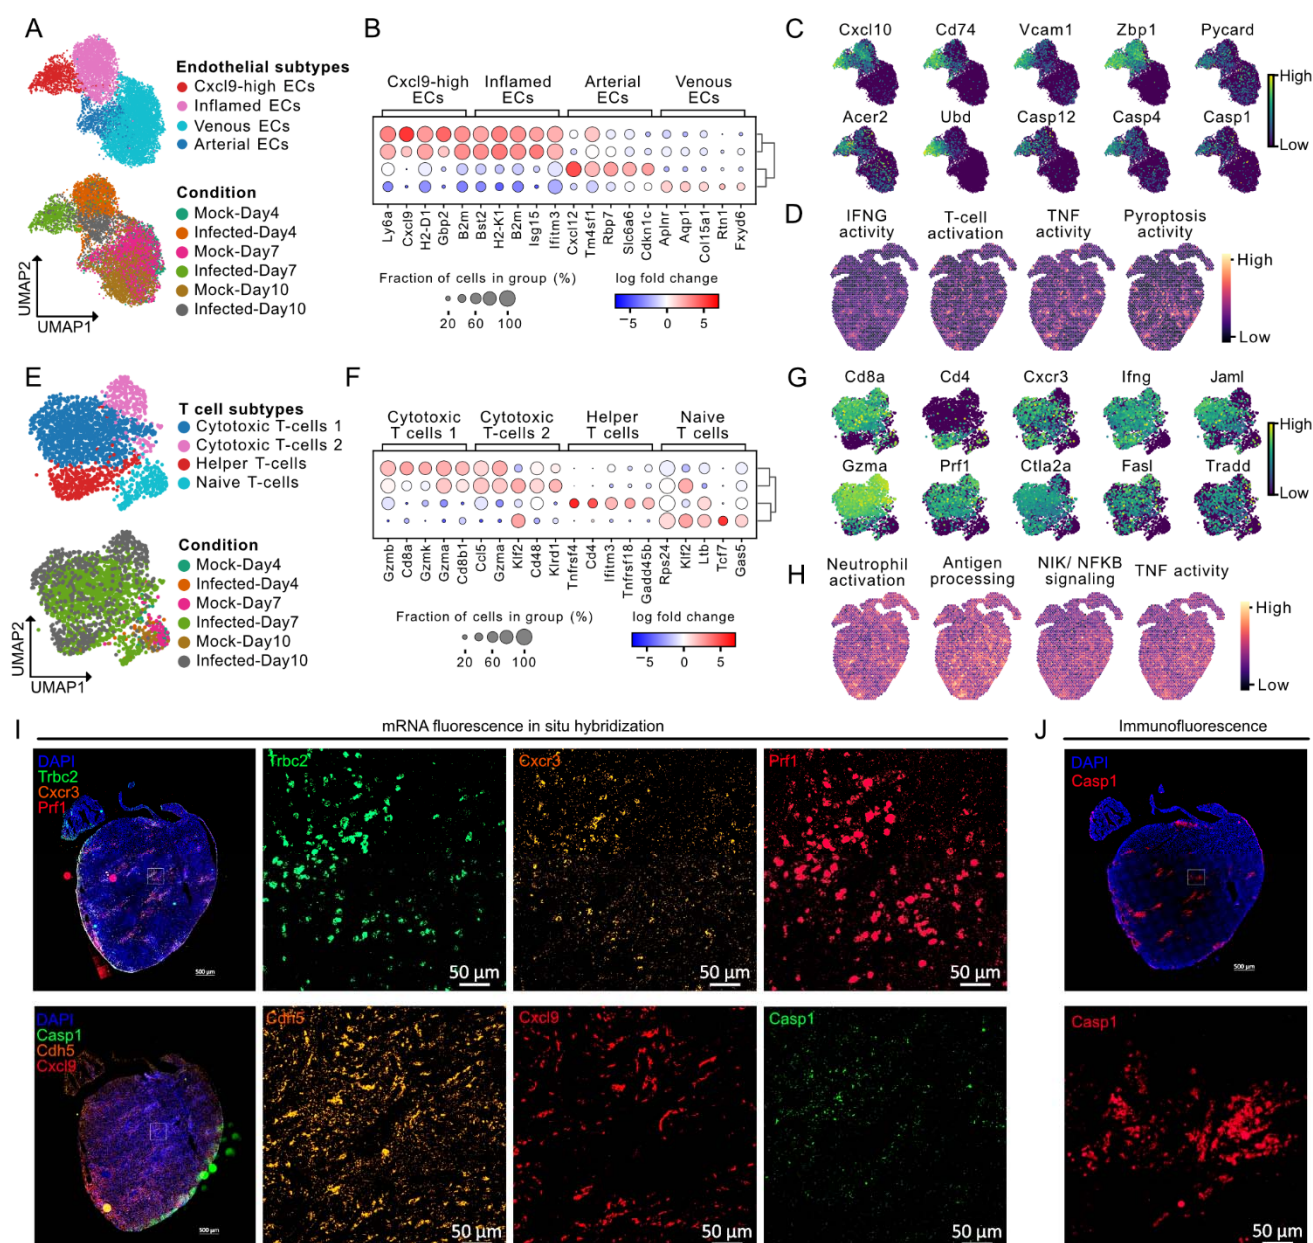 A
Endothelial subtypes
Cxcl9-high ECs
Inflamed ECs
Venous ECs
Arterial ECs
Condition
Mock-Day4
Infected-Day4
Mock-Day7
Infected-Day7
Mock-Day10
Infected-Day10
UMAP2
UMAP1
B
Cxcl9-high ECs
Inflamed ECs
Arterial ECs
Venous ECs
Ly6a
Cxcl9
H2-D1
Gbp2
B2m
Bst2
H2-K1
B2m
Isg15
Ifitm3
Cxcl12
Tm4sf1
Rbp7
Slc6a6
Cdkn1c
Aplnr
Aqp1
Col15a1
Rtn1
Fxyd6
Fraction of cells in group (%)
20 60 100
log fold change
−5 0 5
C
Cxcl10 Cd74 Vcam1 Zbp1 Pycard
Acer2 Ubd Casp12 Casp4 Casp1
High
Low
D
IFNG activity
T-cell activation
TNF activity
Pyroptosis activity
High
Low
E
T cell subtypes
Cytotoxic T-cells 1
Cytotoxic T-cells 2
Helper T-cells
Naive T-cells
Condition
Mock-Day4
Infected-Day4
Mock-Day7
Infected-Day7
Mock-Day10
Infected-Day10
UMAP2
UMAP1
F
Cytotoxic T cells 1
Cytotoxic T-cells 2
Helper T cells
Naive T cells
Gzmb
Cd8a
Gzmk
Gzma
Cd8b1
Ccl5
Gzma
Klf2
Cd48
Klrd1
Tnfrsf4
Cd4
Ifitm3
Tnfrsf18
Gadd45b
Rps24
Klf2
Ltb
Tcf7
Gas5
Fraction of cells in group (%)
20 60 100
log fold change
−5 0 5
G
Cd8a Cd4 Cxcr3 Ifng Jaml
Gzma Prf1 Ctla2a Fasl Tradd
High
Low
H
Neutrophil activation
Antigen processing
NIK/ NFKB signaling
TNF activity
High
Low
I
mRNA fluorescence in situ hybridization
DAPI
Trbc2
Cxcr3
Prf1
500 µm
Trbc2
50 µm
Cxcr3
50 µm
Prf1
50 µm
DAPI
Casp1
Cdh5
Cxcl9
500 µm
Cdh5
50 µm
Cxcl9
50 µm
Casp1
50 µm
J
Immunofluorescence
DAPI
Casp1
500 µm
Casp1
50 µm